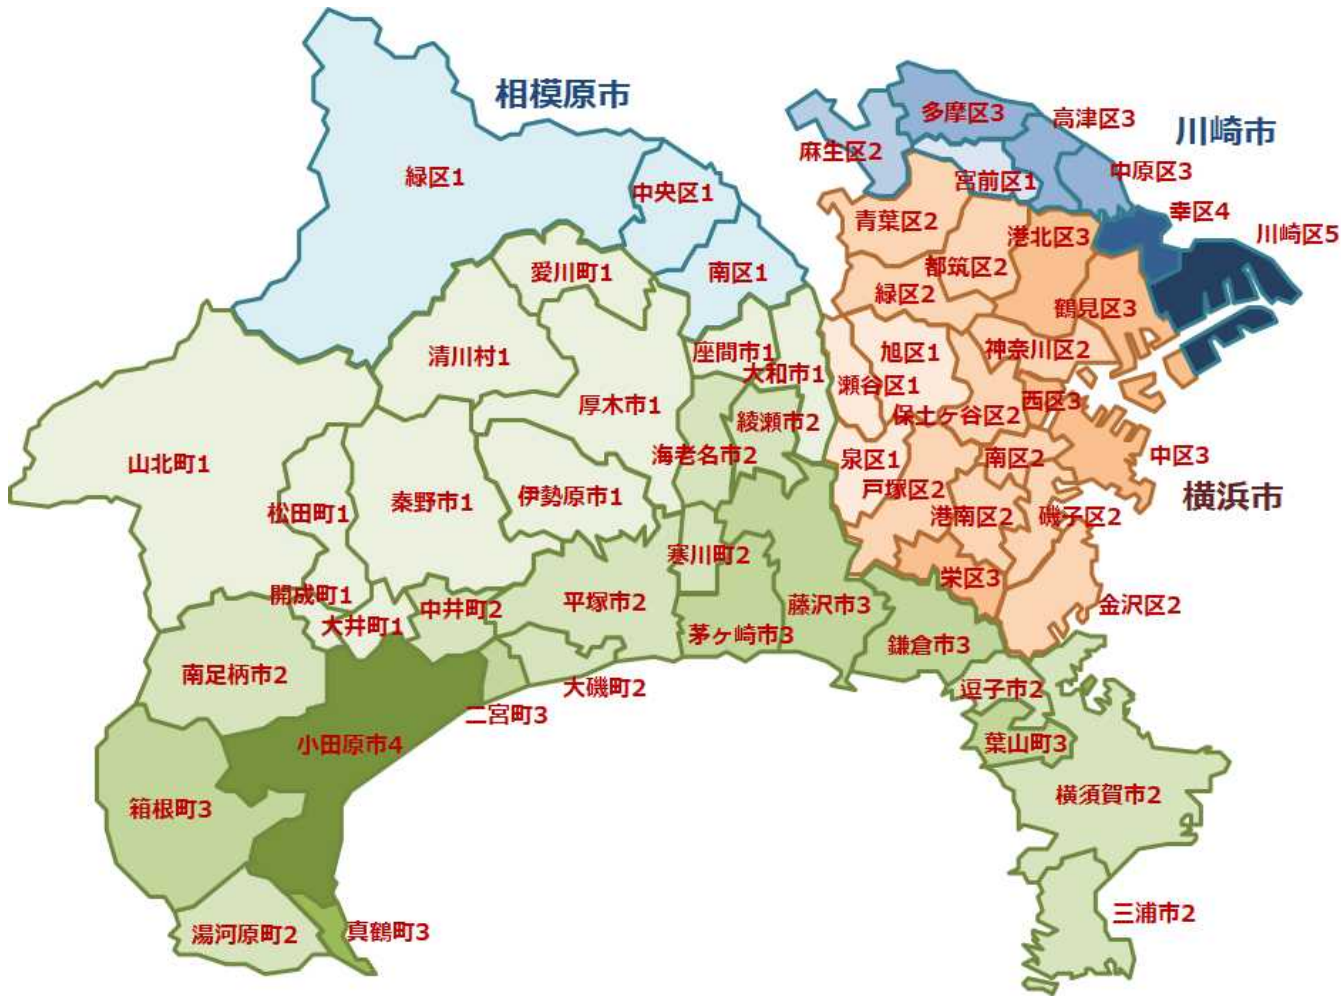 相模原市
多摩区3
高津区3
川崎市
麻生区2
緑区1
中央区1
宮前区1
中原区3
幸区4
川崎区5
青葉区2
港北区3
愛川町1
南区1
都筑区2
緑区2
鶴見区3
清川村1
座間市1
大和市1
旭区1
神奈川区2
瀬谷区1
厚木市1
綾瀬市2
保土ヶ谷区2
西区3
山北町1
海老名市2
泉区1
南区2
中区3
松田町1
秦野市1
伊勢原市1
戸塚区2
横浜市
港南区2
磯子区2
寒川町2
栄区3
開成町1
中井町2
平塚市2
藤沢市3
金沢区2
大井町1
茅ヶ崎市3
鎌倉市3
南足柄市2
大磯町2
逗子市2
二宮町3
小田原市4
葉山町3
箱根町3
横須賀市2
三浦市2
湯河原町2
真鶴町3